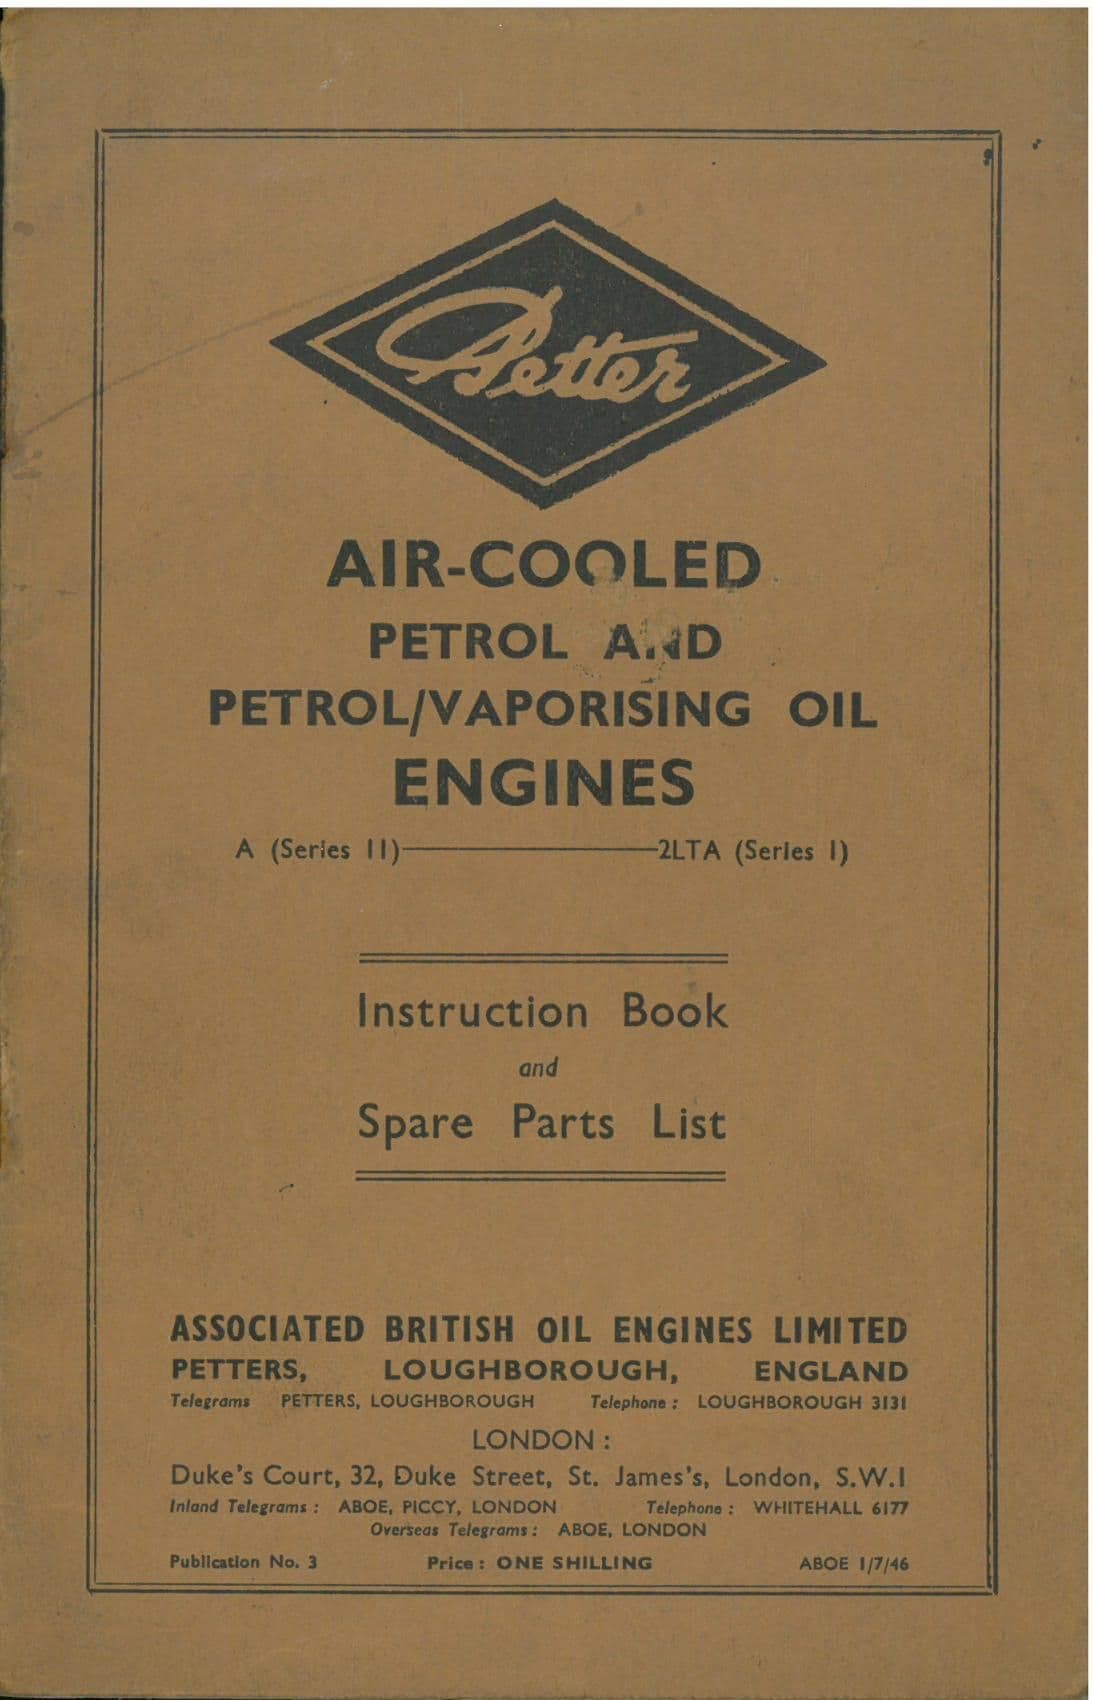 Petter
AIR-COOLED
PETROL AND
PETROL/VAPORISING OIL
ENGINES
A (Series II)————2LTA (Series I)
Instruction Book
and
Spare Parts List
ASSOCIATED BRITISH OIL ENGINES LIMITED
PETTERS, LOUGHBOROUGH, ENGLAND
Telegrams PETTERS, LOUGHBOROUGH Telephone : LOUGHBOROUGH 3131
LONDON :
Duke's Court, 32, Duke Street, St. James's, London, S.W.I
Inland Telegrams : ABOE, PICCY, LONDON Telephone : WHITEHALL 6177
Overseas Telegrams : ABOE, LONDON
Publication No. 3 Price : ONE SHILLING ABOE 1/7/46